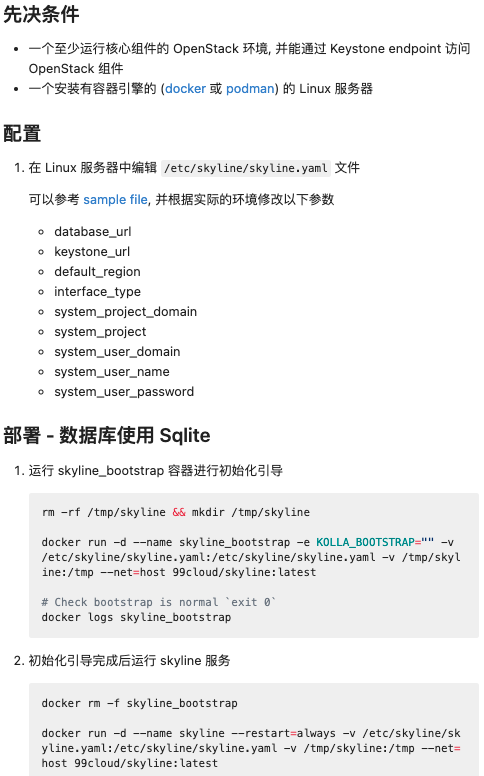 先决条件
一个至少运行核心组件的 OpenStack 环境, 并能通过 Keystone endpoint 访问
OpenStack 组件
一个安装有容器引擎的 (docker 或 podman) 的 Linux 服务器
配置
1. 在 Linux 服务器中编辑 /etc/skyline/skyline.yaml 文件
可以参考 sample file, 并根据实际的环境修改以下参数
database_url
keystone_url
default_region
interface_type
system_project_domain
system_project
system_user_domain
system_user_name
system_user_password
部署 - 数据库使用 Sqlite
1. 运行 skyline_bootstrap 容器进行初始化引导
rm -rf /tmp/skyline && mkdir /tmp/skyline
docker run -d --name skyline_bootstrap -e KOLLA_BOOTSTRAP="" -v
/etc/skyline/skyline.yaml:/etc/skyline/skyline.yaml -v /tmp/skyl
ine:/tmp --net=host 99cloud/skyline:latest
# Check bootstrap is normal `exit 0`
docker logs skyline_bootstrap
2. 初始化引导完成后运行 skyline 服务
docker rm -f skyline_bootstrap
docker run -d --name skyline --restart=always -v /etc/skyline/sk
yline.yaml:/etc/skyline/skyline.yaml -v /tmp/skyline:/tmp --net=
host 99cloud/skyline:latest